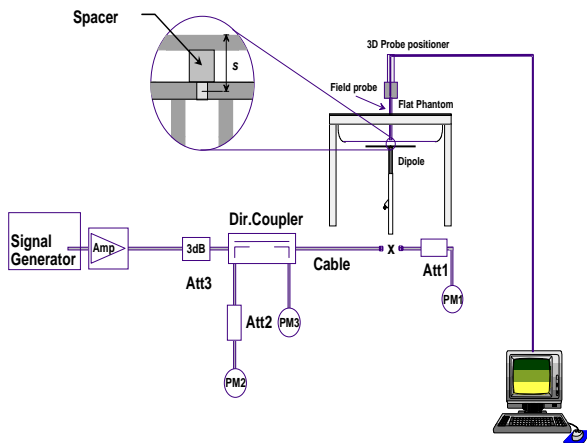 Spacer
s
3D Probe positioner
Field probe
Flat Phantom
Dipole
Dir.Coupler
Signal
Generator
Amp
3dB
Att3
Cable
x
Att1
PM1
Att2
PM3
PM2